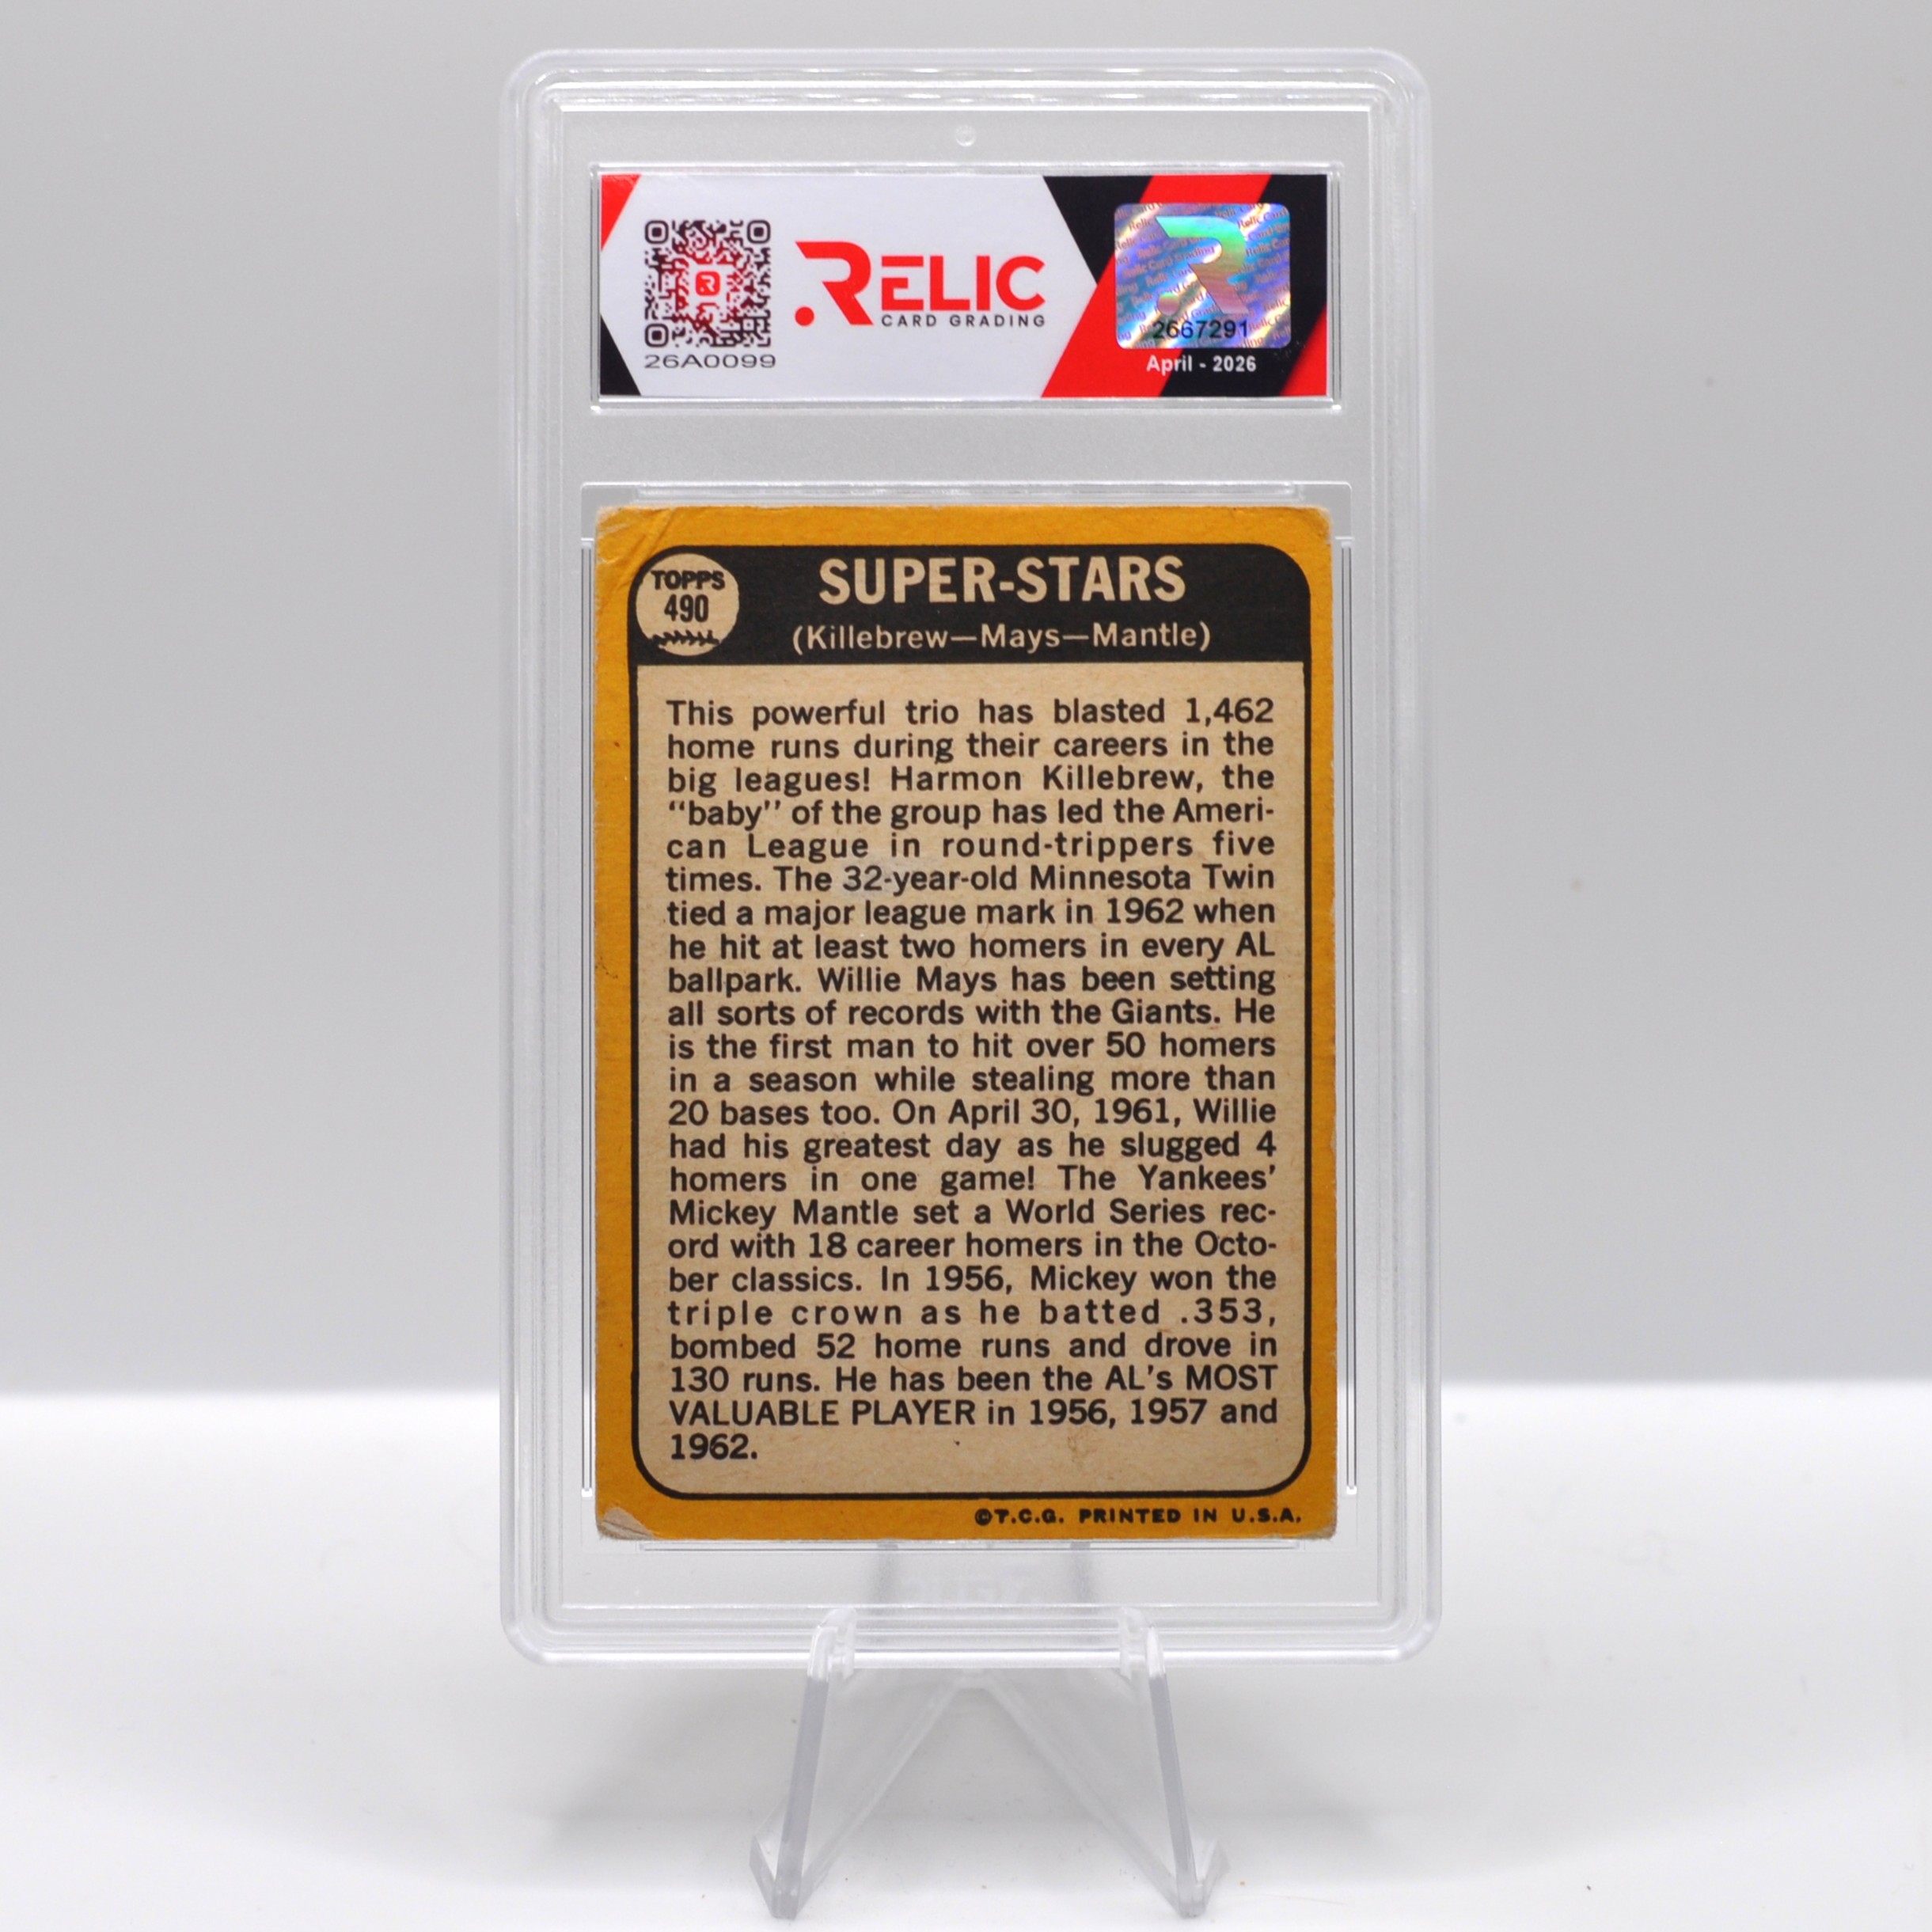 26A0099
RELIC
CARD GRADING
2667291
April - 2026
TOPPS
490
SUPER-STARS
(Killebrew—Mays—Mantle)
This powerful trio has blasted 1,462
home runs during their careers in the
big leagues! Harmon Killebrew, the
“baby” of the group has led the Ameri-
can League in round-trippers five
times. The 32-year-old Minnesota Twin
tied a major league mark in 1962 when
he hit at least two homers in every AL
ballpark. Willie Mays has been setting
all sorts of records with the Giants. He
is the first man to hit over 50 homers
in a season while stealing more than
20 bases too. On April 30, 1961, Willie
had his greatest day as he slugged 4
homers in one game! The Yankees’
Mickey Mantle set a World Series rec-
ord with 18 career homers in the Octo-
ber classics. In 1956, Mickey won the
triple crown as he batted .353,
bombed 52 home runs and drove in
130 runs. He has been the AL’s MOST
VALUABLE PLAYER in 1956, 1957 and
1962.
©T.C.G. PRINTED IN U.S.A.